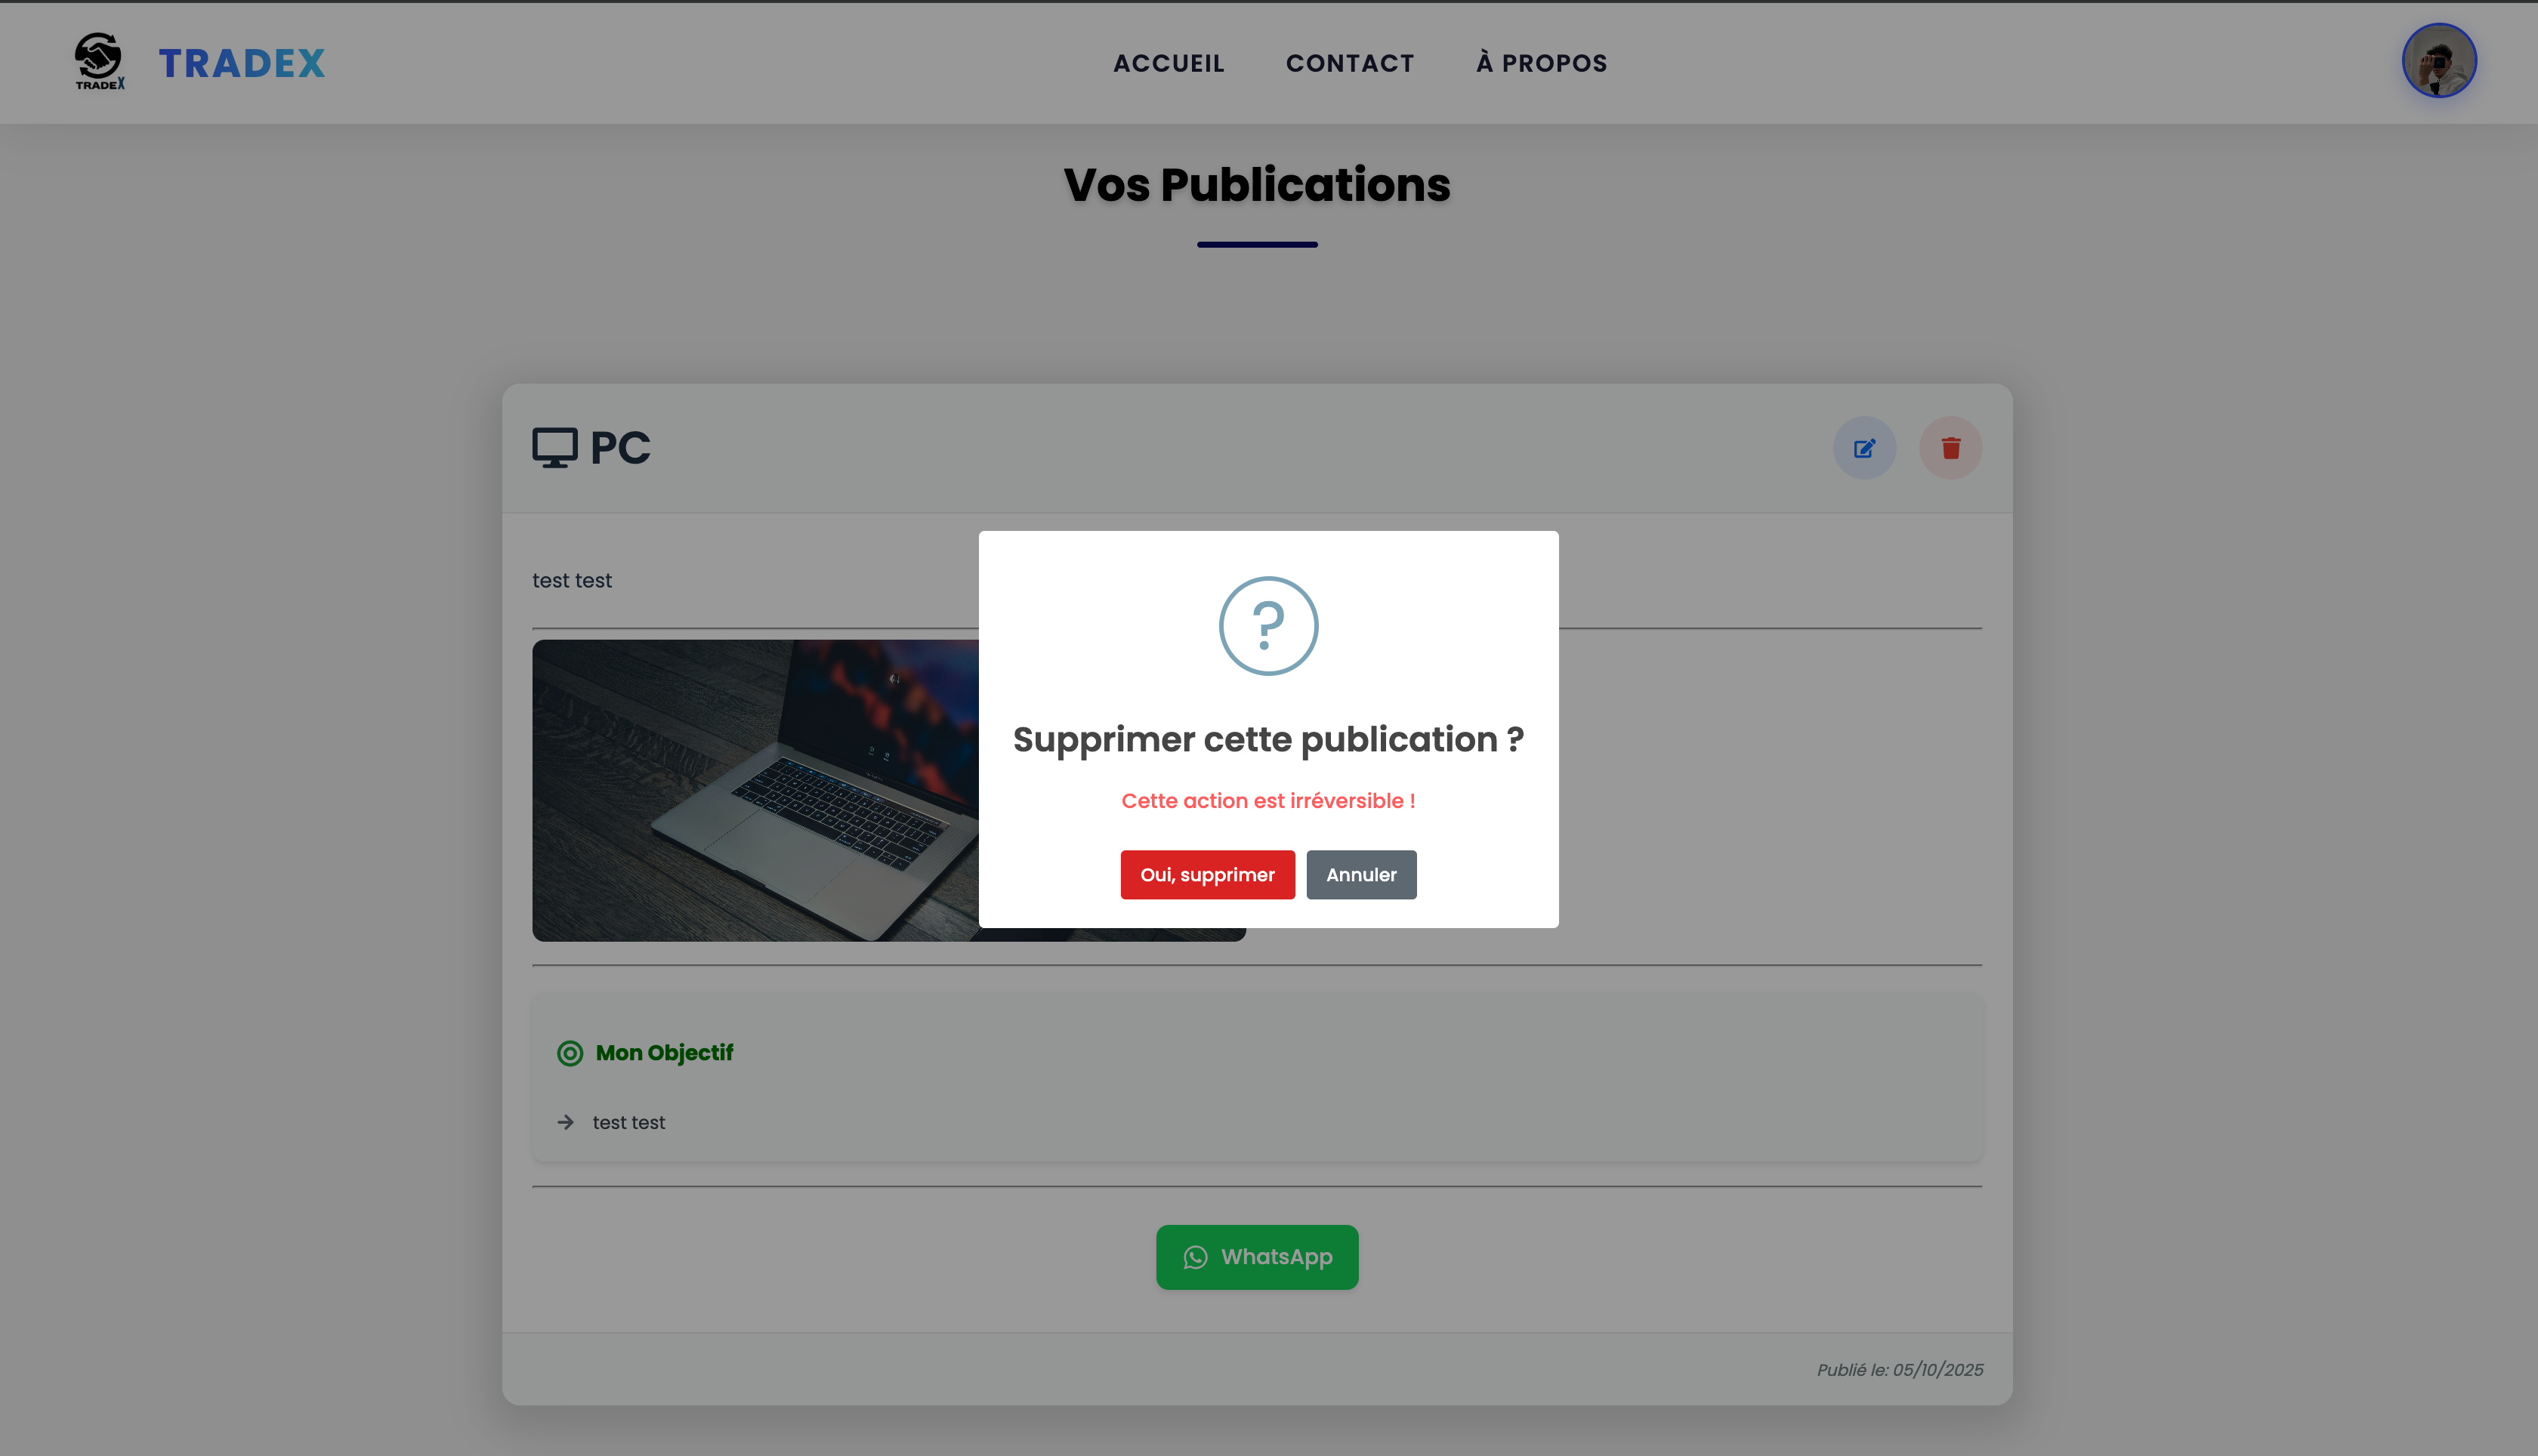 TRADEX
TRADEX
ACCUEIL
CONTACT
À PROPOS
Vos Publications
PC
test test
?
Supprimer cette publication ?
Cette action est irréversible !
Oui, supprimer
Annuler
Mon Objectif
test test
WhatsApp
Publié le: 05/10/2025